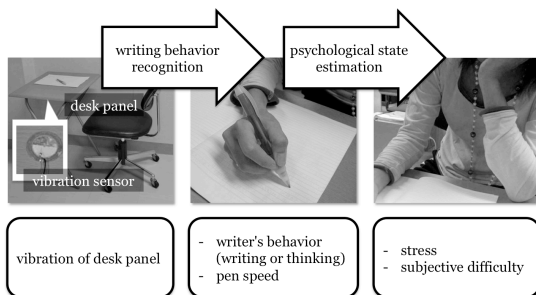 writing behavior
recognition
psychological state
estimation
desk panel
vibration sensor
vibration of desk panel
- writer's behavior
(writing or thinking)
- pen speed
- stress
- subjective difficulty